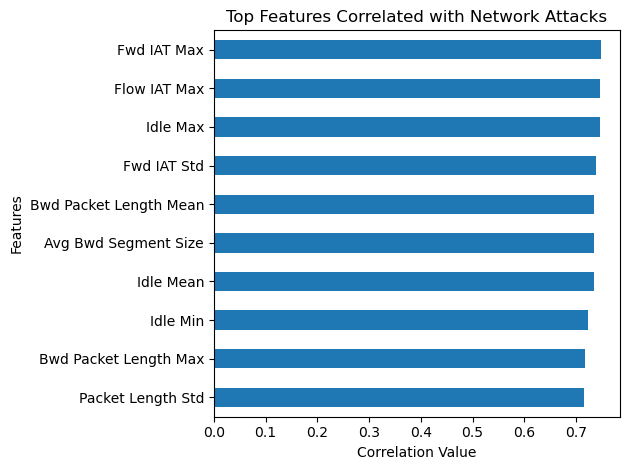 Top Features Correlated with Network Attacks
Features
Fwd IAT Max
Flow IAT Max
Idle Max
Fwd IAT Std
Bwd Packet Length Mean
Avg Bwd Segment Size
Idle Mean
Idle Min
Bwd Packet Length Max
Packet Length Std
0.0 0.1 0.2 0.3 0.4 0.5 0.6 0.7
Correlation Value